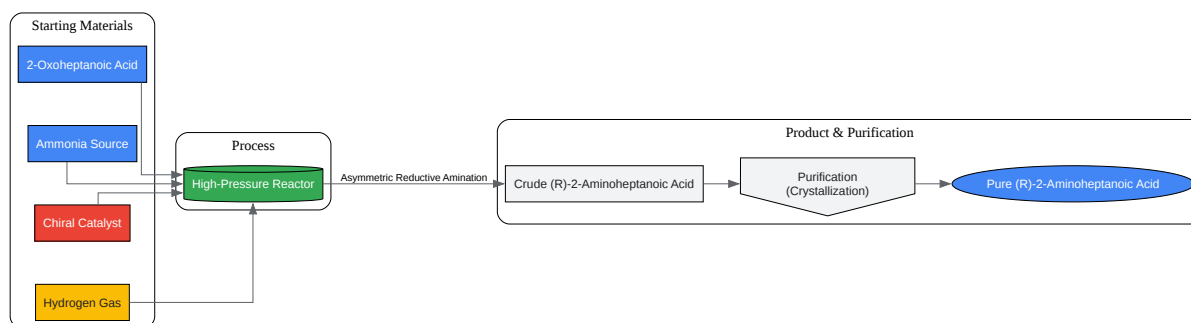 Starting Materials
2-Oxoheptanoic Acid
Ammonia Source
Chiral Catalyst
Hydrogen Gas
Process
High-Pressure Reactor
Asymmetric Reductive Amination
Product & Purification
Crude (R)-2-Aminoheptanoic Acid
Purification
(Crystallization)
Pure (R)-2-Aminoheptanoic Acid